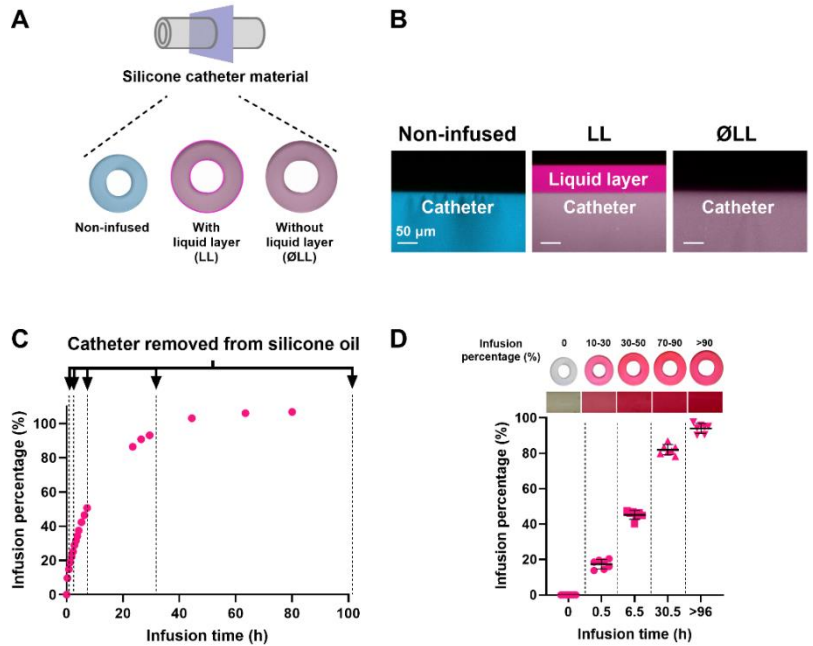 A
Silicone catheter material
Non-infused
With
liquid layer
(LL)
Without
liquid layer
(ØLL)
B
Non-infused
LL
ØLL
Liquid layer
Catheter
Catheter
Catheter
50 µm
C
Catheter removed from silicone oil
Infusion percentage (%)
100
80
60
40
20
0
0
20
40
60
80
100
Infusion time (h)
D
Infusion
percentage (%)
0
10-30
30-50
70-90
>90
Infusion percentage (%)
100
80
60
40
20
0
0
0.5
6.5
30.5
>96
Infusion time (h)